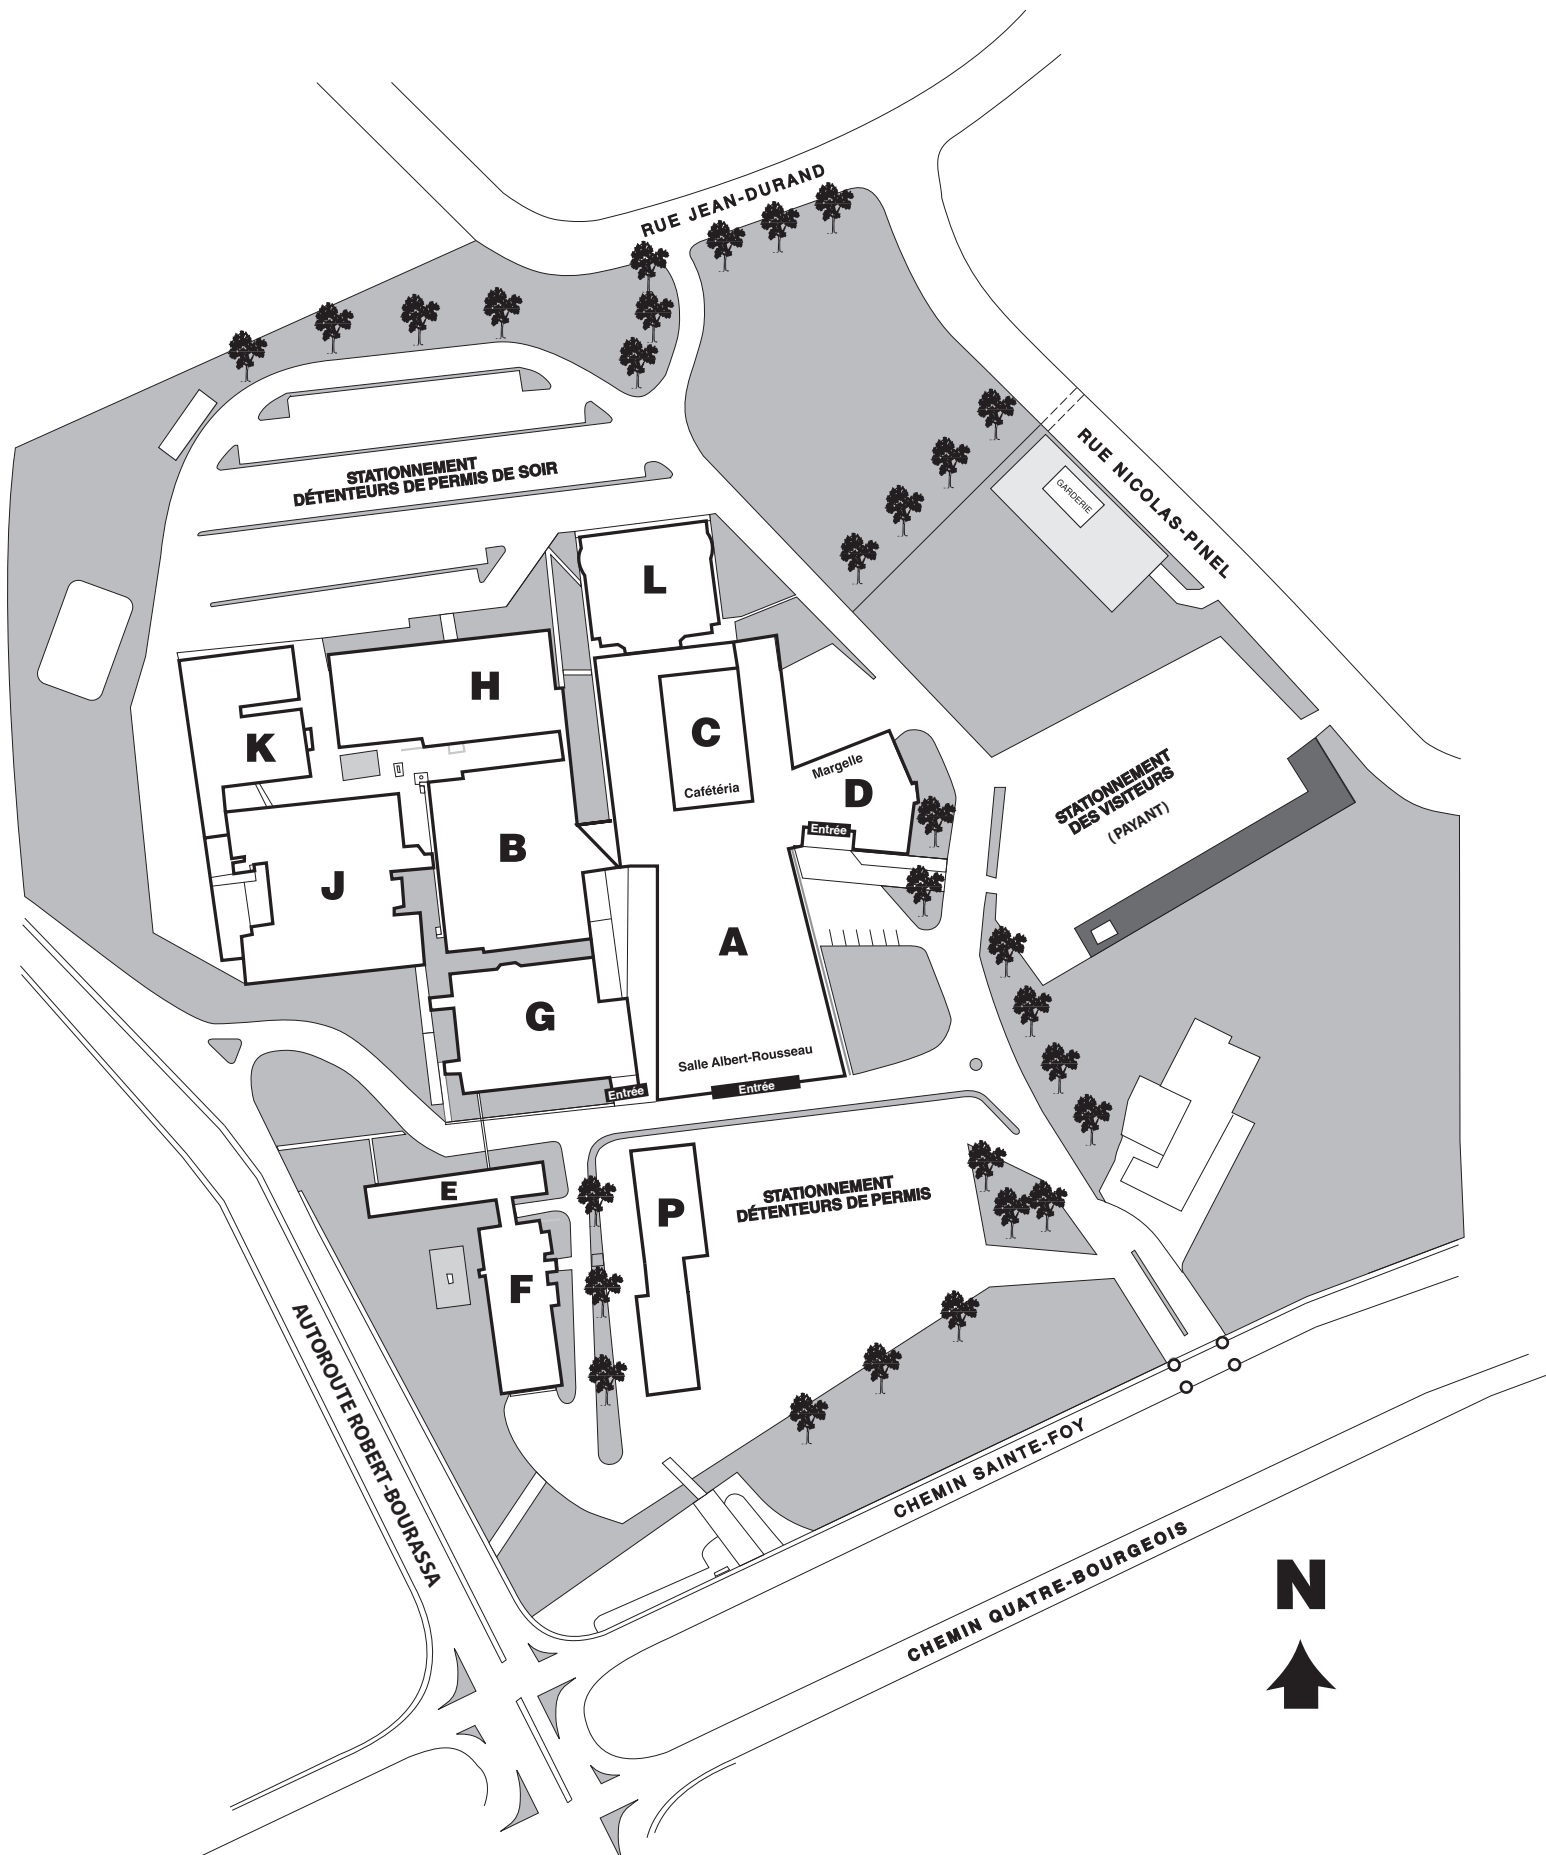 RUE JEAN-DURAND
STATIONNEMENT
DÉTENTEURS DE PERMIS DE SOIR
RUE NICOLAS-PINEL
GARDERIE
L
H
K
C
Cafétéria
Margelle
D
Entrée
STATIONNEMENT
DES VISITEURS
(PAYANT)
B
J
A
G
Salle Albert-Rousseau
Entrée
Entrée
E
P
STATIONNEMENT
DÉTENTEURS DE PERMIS
F
AUTOROUTE ROBERT-BOURASSA
CHEMIN SAINTE-FOY
CHEMIN QUATRE-BOURGEOIS
N